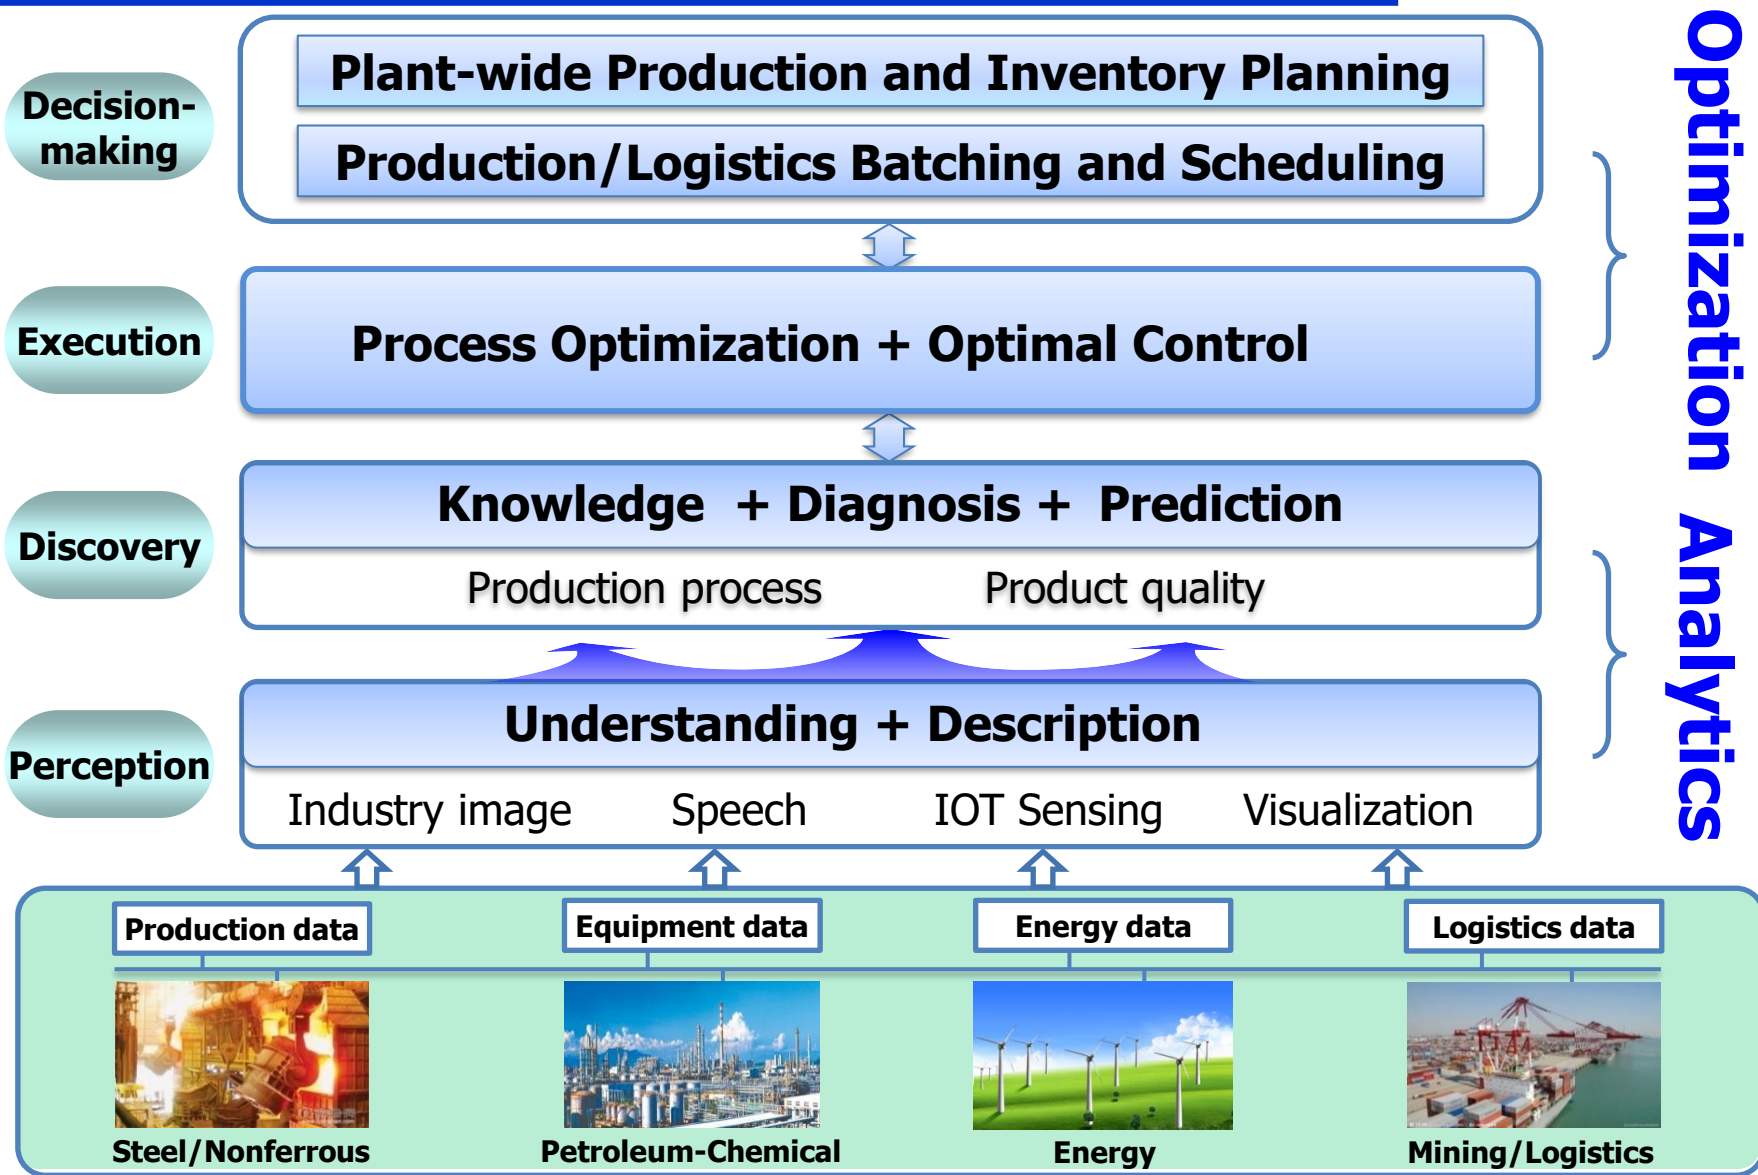 Decision-
making
Plant-wide Production and Inventory Planning
Production/Logistics Batching and Scheduling
Execution
Process Optimization + Optimal Control
Discovery
Knowledge + Diagnosis + Prediction
Production process Product quality
Perception
Understanding + Description
Industry image Speech IOT Sensing Visualization
Production data Equipment data Energy data Logistics data
Steel/Nonferrous Petroleum-Chemical Energy Mining/Logistics
Optimization
Analytics